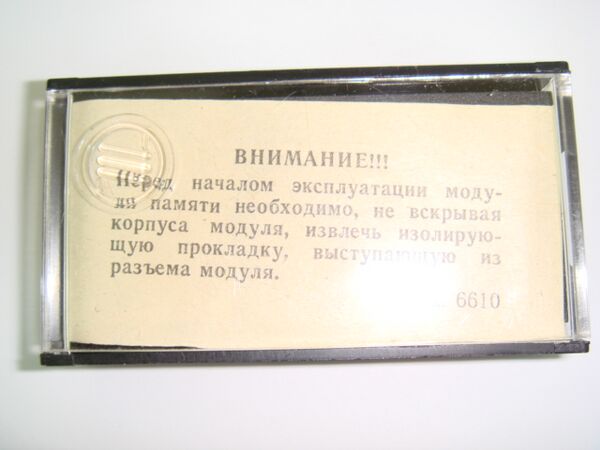 ВНИМАНИЕ!!!
Перед началом эксплуатации моду-
ля памяти необходимо, не вскрывая
корпуса модуля, извлечь изолирую-
щую прокладку, выступающую из
разъема модуля.
6610